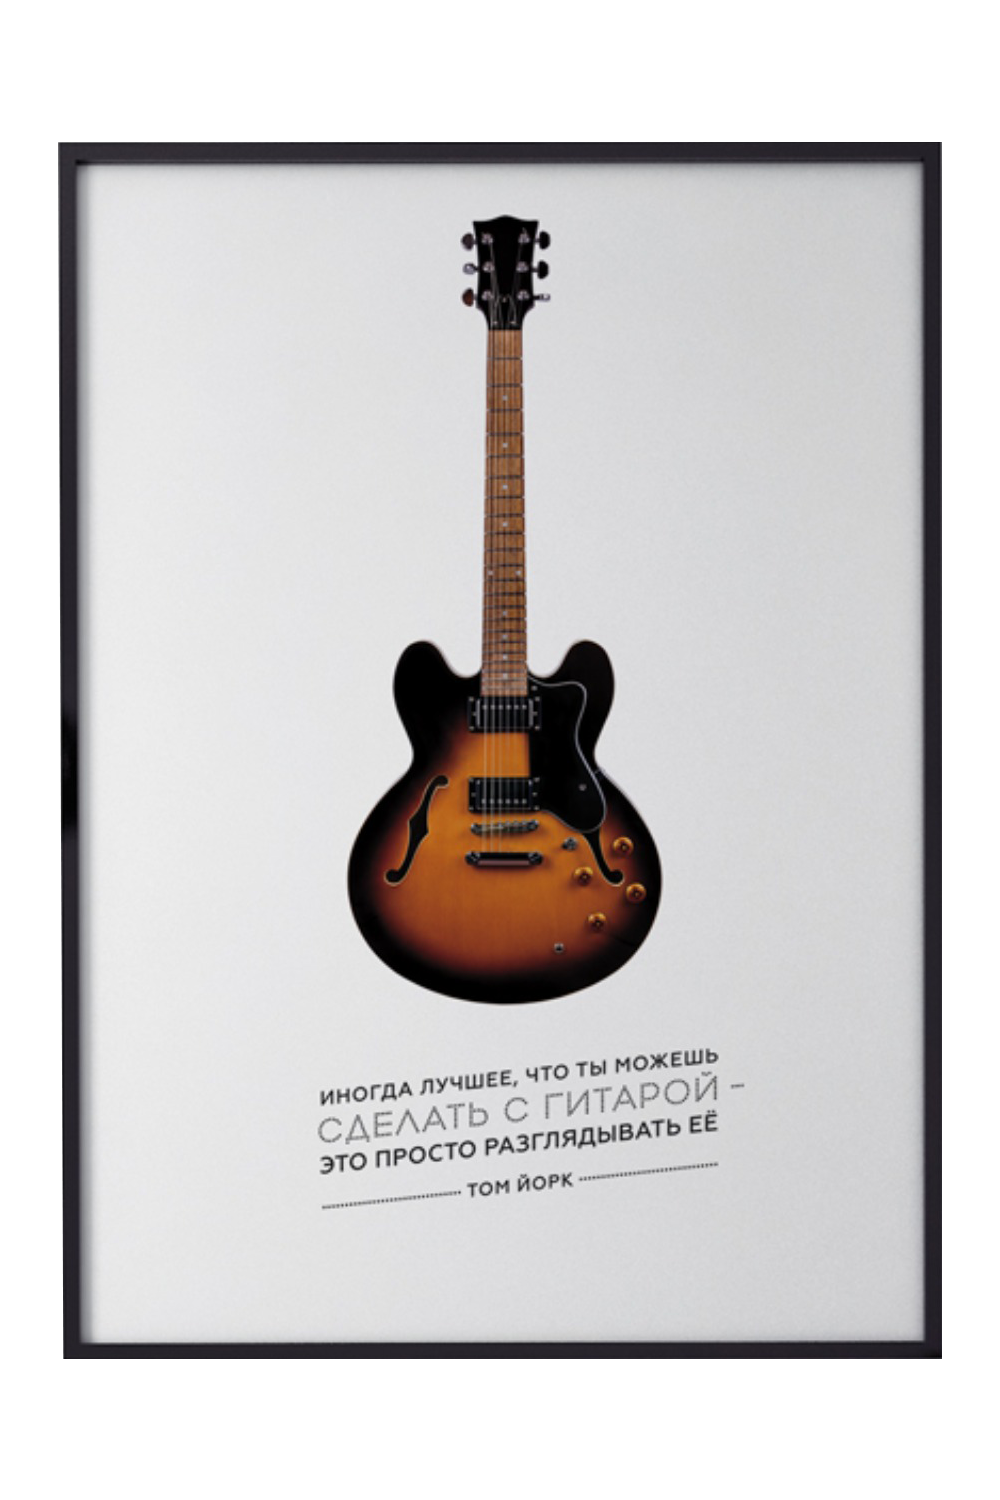 ИНОГДА ЛУЧШЕЕ, ЧТО ТЫ МОЖЕШЬ
СДЕЛАТЬ С ГИТАРОЙ –
ЭТО ПРОСТО РАЗГЛЯДЫВАТЬ ЕЁ
ТОМ ЙОРК